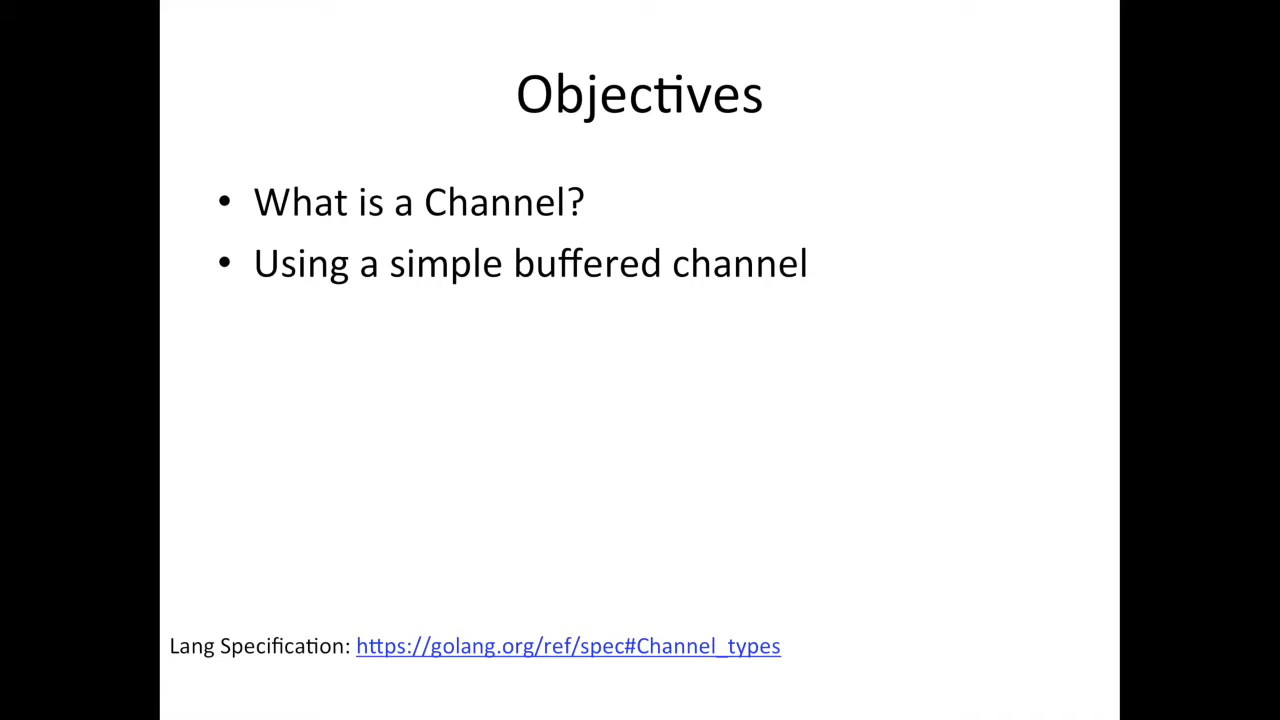 Objectives
• What is a Channel?
• Using a simple buffered channel
Lang Specification: https://golang.org/ref/spec#Channel_types